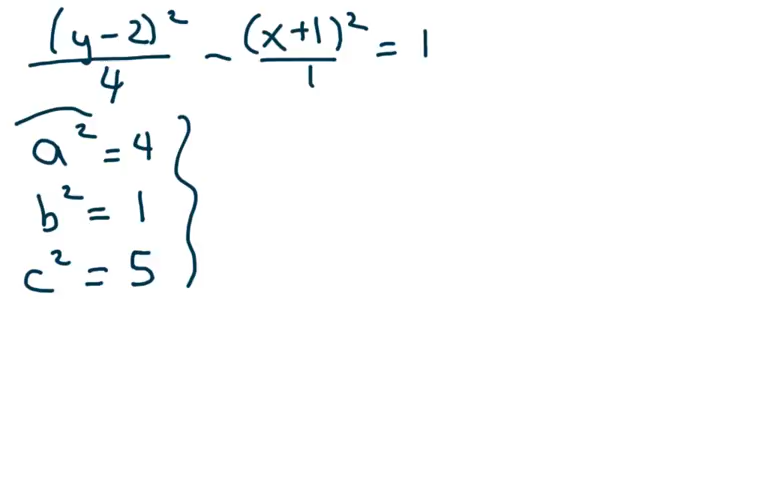 (y-2)²/4 - (x+1)²/1 = 1
a² = 4
b² = 1
c² = 5